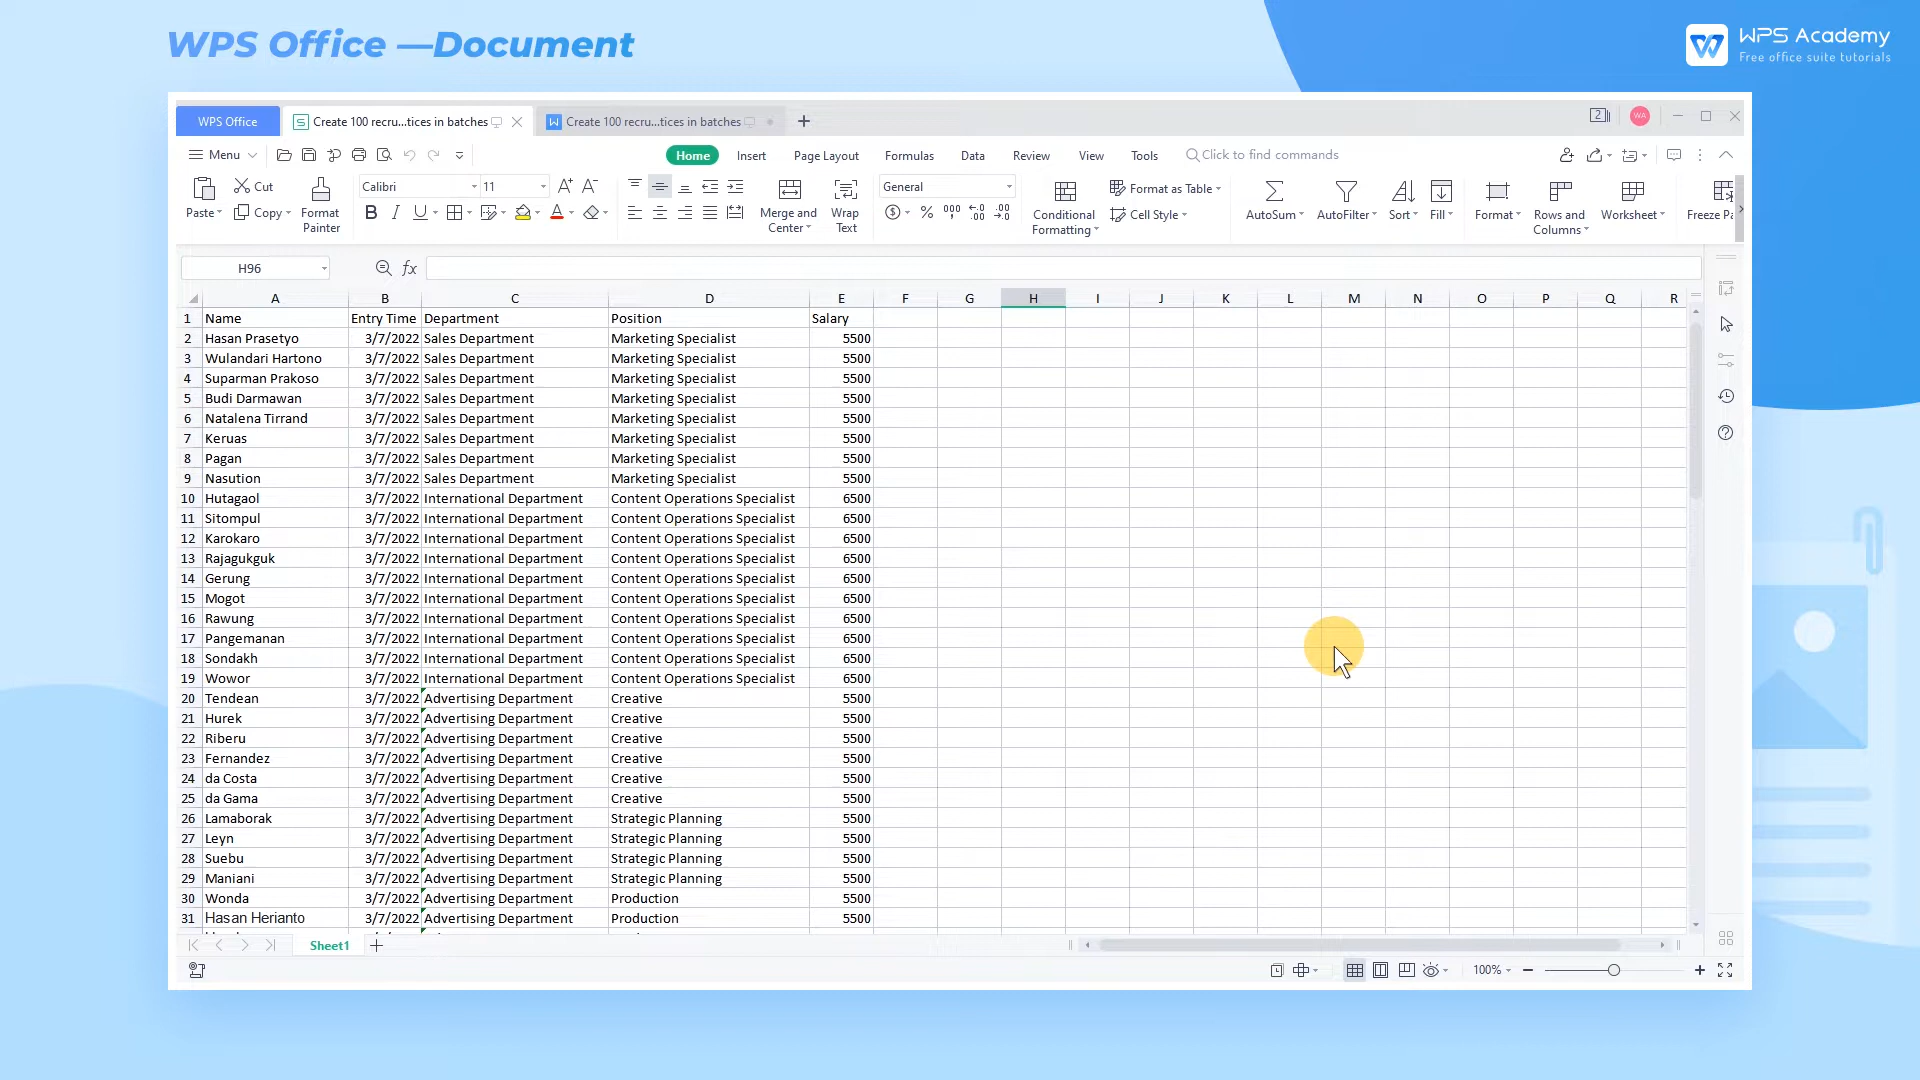 WPS Office —Document
WPS Academy
Free office suite tutorials
WPS Office
Create 100 recru...tices in batches
Create 100 recru...tices in batches
2
WA
Menu
Home
Insert
Page Layout
Formulas
Data
Review
View
Tools
Click to find commands
Paste
Cut
Copy
Format Painter
Calibri
11
Merge and Center
Wrap Text
General
Conditional Formatting
Format as Table
Cell Style
AutoSum
AutoFilter
Sort
Fill
Format
Rows and Columns
Worksheet
Freeze Pa
H96
fx
A B C D E F G H I J K L M N O P Q R
1 Name Entry Time Department Position Salary
2 Hasan Prasetyo 3/7/2022 Sales Department Marketing Specialist 5500
3 Wulandari Hartono 3/7/2022 Sales Department Marketing Specialist 5500
4 Suparman Prakoso 3/7/2022 Sales Department Marketing Specialist 5500
5 Budi Darmawan 3/7/2022 Sales Department Marketing Specialist 5500
6 Natalena Tirrand 3/7/2022 Sales Department Marketing Specialist 5500
7 Keruas 3/7/2022 Sales Department Marketing Specialist 5500
8 Pagan 3/7/2022 Sales Department Marketing Specialist 5500
9 Nasution 3/7/2022 Sales Department Marketing Specialist 5500
10 Hutagaol 3/7/2022 International Department Content Operations Specialist 6500
11 Sitompul 3/7/2022 International Department Content Operations Specialist 6500
12 Karokaro 3/7/2022 International Department Content Operations Specialist 6500
13 Rajagukguk 3/7/2022 International Department Content Operations Specialist 6500
14 Gerung 3/7/2022 International Department Content Operations Specialist 6500
15 Mogot 3/7/2022 International Department Content Operations Specialist 6500
16 Rawung 3/7/2022 International Department Content Operations Specialist 6500
17 Pangemanan 3/7/2022 International Department Content Operations Specialist 6500
18 Sondakh 3/7/2022 International Department Content Operations Specialist 6500
19 Wowor 3/7/2022 International Department Content Operations Specialist 6500
20 Tendean 3/7/2022 Advertising Department Creative 5500
21 Hurek 3/7/2022 Advertising Department Creative 5500
22 Riberu 3/7/2022 Advertising Department Creative 5500
23 Fernandez 3/7/2022 Advertising Department Creative 5500
24 da Costa 3/7/2022 Advertising Department Creative 5500
25 da Gama 3/7/2022 Advertising Department Creative 5500
26 Lamaborak 3/7/2022 Advertising Department Strategic Planning 5500
27 Leyn 3/7/2022 Advertising Department Strategic Planning 5500
28 Suebu 3/7/2022 Advertising Department Strategic Planning 5500
29 Maniani 3/7/2022 Advertising Department Strategic Planning 5500
30 Wonda 3/7/2022 Advertising Department Production 5500
31 Hasan Herianto 3/7/2022 Advertising Department Production 5500
Sheet1
100%